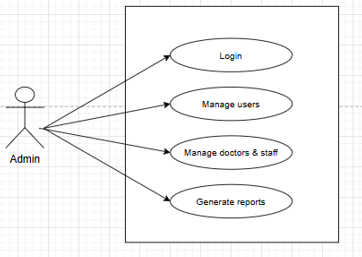 Login
Manage users
Manage doctors & staff
Admin
Generate reports